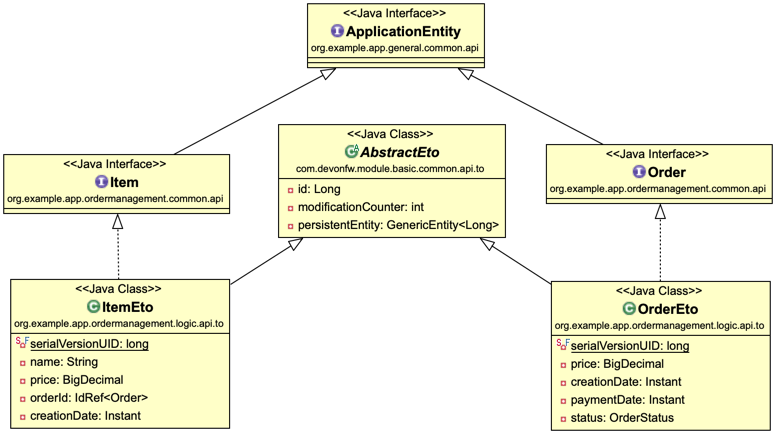 <<Java Interface>>
ApplicationEntity
org.example.app.general.common.api
<<Java Interface>>
Item
org.example.app.ordermanagement.common.api
<<Java Class>>
AbstractEto
com.devonfw.module.basic.common.api.to
id: Long
modificationCounter: int
persistentEntity: GenericEntity<Long>
<<Java Interface>>
Order
org.example.app.ordermanagement.common.api
<<Java Class>>
ItemEto
org.example.app.ordermanagement.logic.api.to
serialVersionUID: long
name: String
price: BigDecimal
orderId: IdRef<Order>
creationDate: Instant
<<Java Class>>
OrderEto
org.example.app.ordermanagement.logic.api.to
serialVersionUID: long
price: BigDecimal
creationDate: Instant
paymentDate: Instant
status: OrderStatus